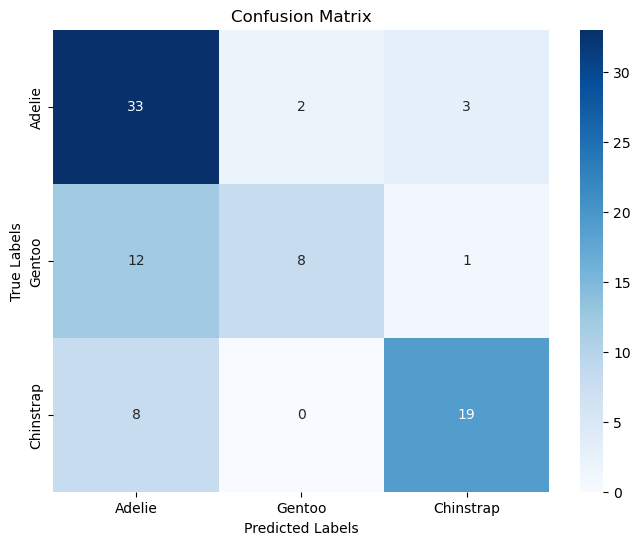 Confusion Matrix
True Labels
Adelie
33
2
3
Gentoo
12
8
1
Chinstrap
8
0
19
Adelie
Gentoo
Chinstrap
Predicted Labels
30
25
20
15
10
5
0